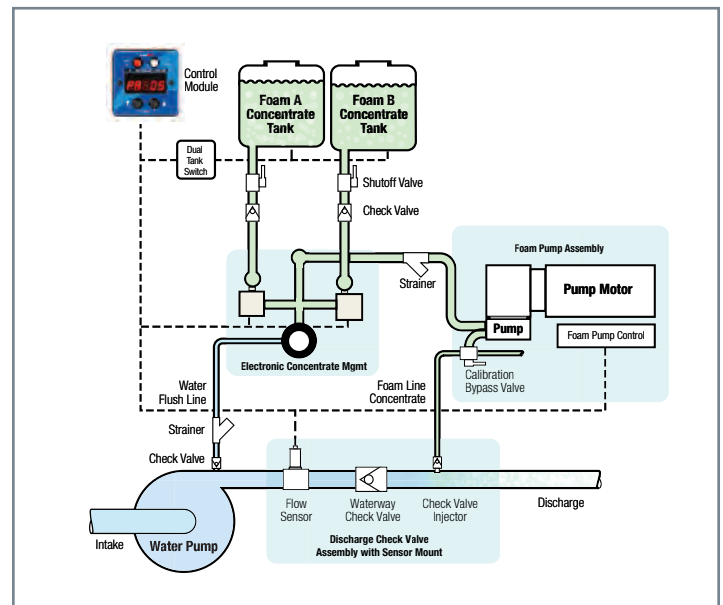 Control
Module
PA 05
Foam A
Concentrate
Tank
Foam B
Concentrate
Tank
Dual
Tank
Switch
Shutoff Valve
Check Valve
Foam Pump Assembly
Strainer
Pump Motor
Pump
Foam Pump Control
Electronic Concentrate Mgmt
Calibration
Bypass Valve
Water
Flush Line
Foam Line
Concentrate
Strainer
Check Valve
Flow
Sensor
Waterway
Check Valve
Check Valve
Injector
Discharge
Intake
Water Pump
Discharge Check Valve
Assembly with Sensor Mount